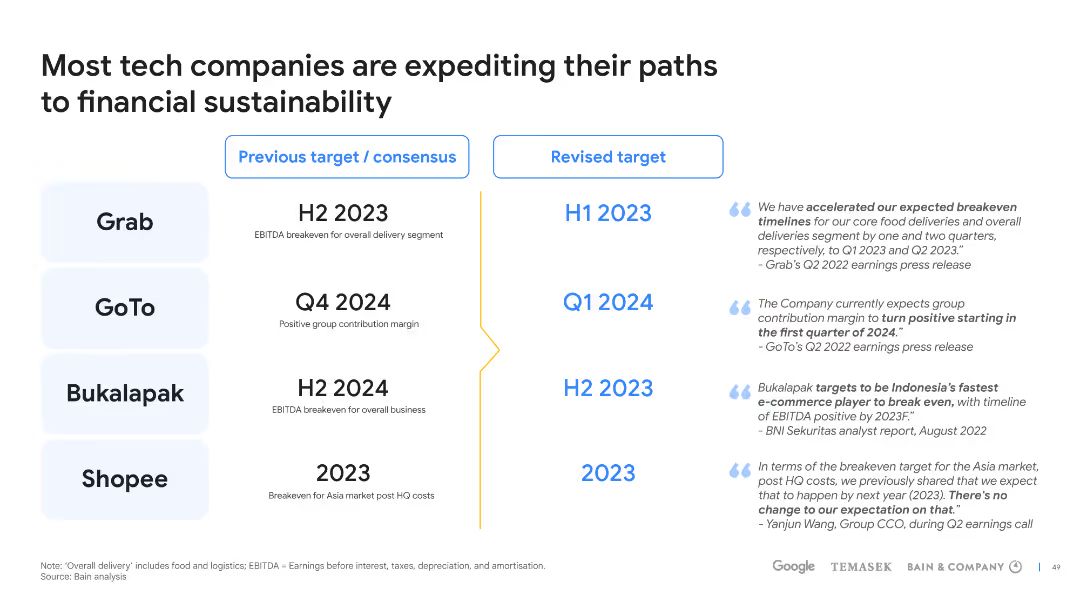 Most tech companies are expediting their paths
to financial sustainability
Previous target / consensus
Revised target
Grab
H2 2023
EBITDA breakeven for overall delivery segment
H1 2023
“ We have accelerated our expected breakeven
timelines for our core food deliveries and overall
deliveries segment by one and two quarters,
respectively, to Q1 2023 and Q2 2023.”
- Grab's Q2 2022 earnings press release
GoTo
Q4 2024
Positive group contribution margin
Q1 2024
“ The Company currently expects group
contribution margin to turn positive starting in
the first quarter of 2024.”
- GoTo's Q2 2022 earnings press release
Bukalapak
H2 2024
EBITDA breakeven for overall business
H2 2023
“ Bukalapak targets to be Indonesia's fastest
e-commerce player to break even, with timeline
of EBITDA positive by 2023F.”
- BNI Sekuritas analyst report, August 2022
Shopee
2023
Breakeven for Asia market post HQ costs
2023
“ In terms of the breakeven target for the Asia market,
post HQ costs, we previously shared that we expect
that to happen by next year (2023). There's no
change to our expectation on that.”
- Yanjun Wang, Group CCO, during Q2 earnings call
Note: 'Overall delivery' includes food and logistics; EBITDA = Earnings before interest, taxes, depreciation, and amortisation.
Source: Bain analysis
Google TEMASEK BAIN & COMPANY | 49